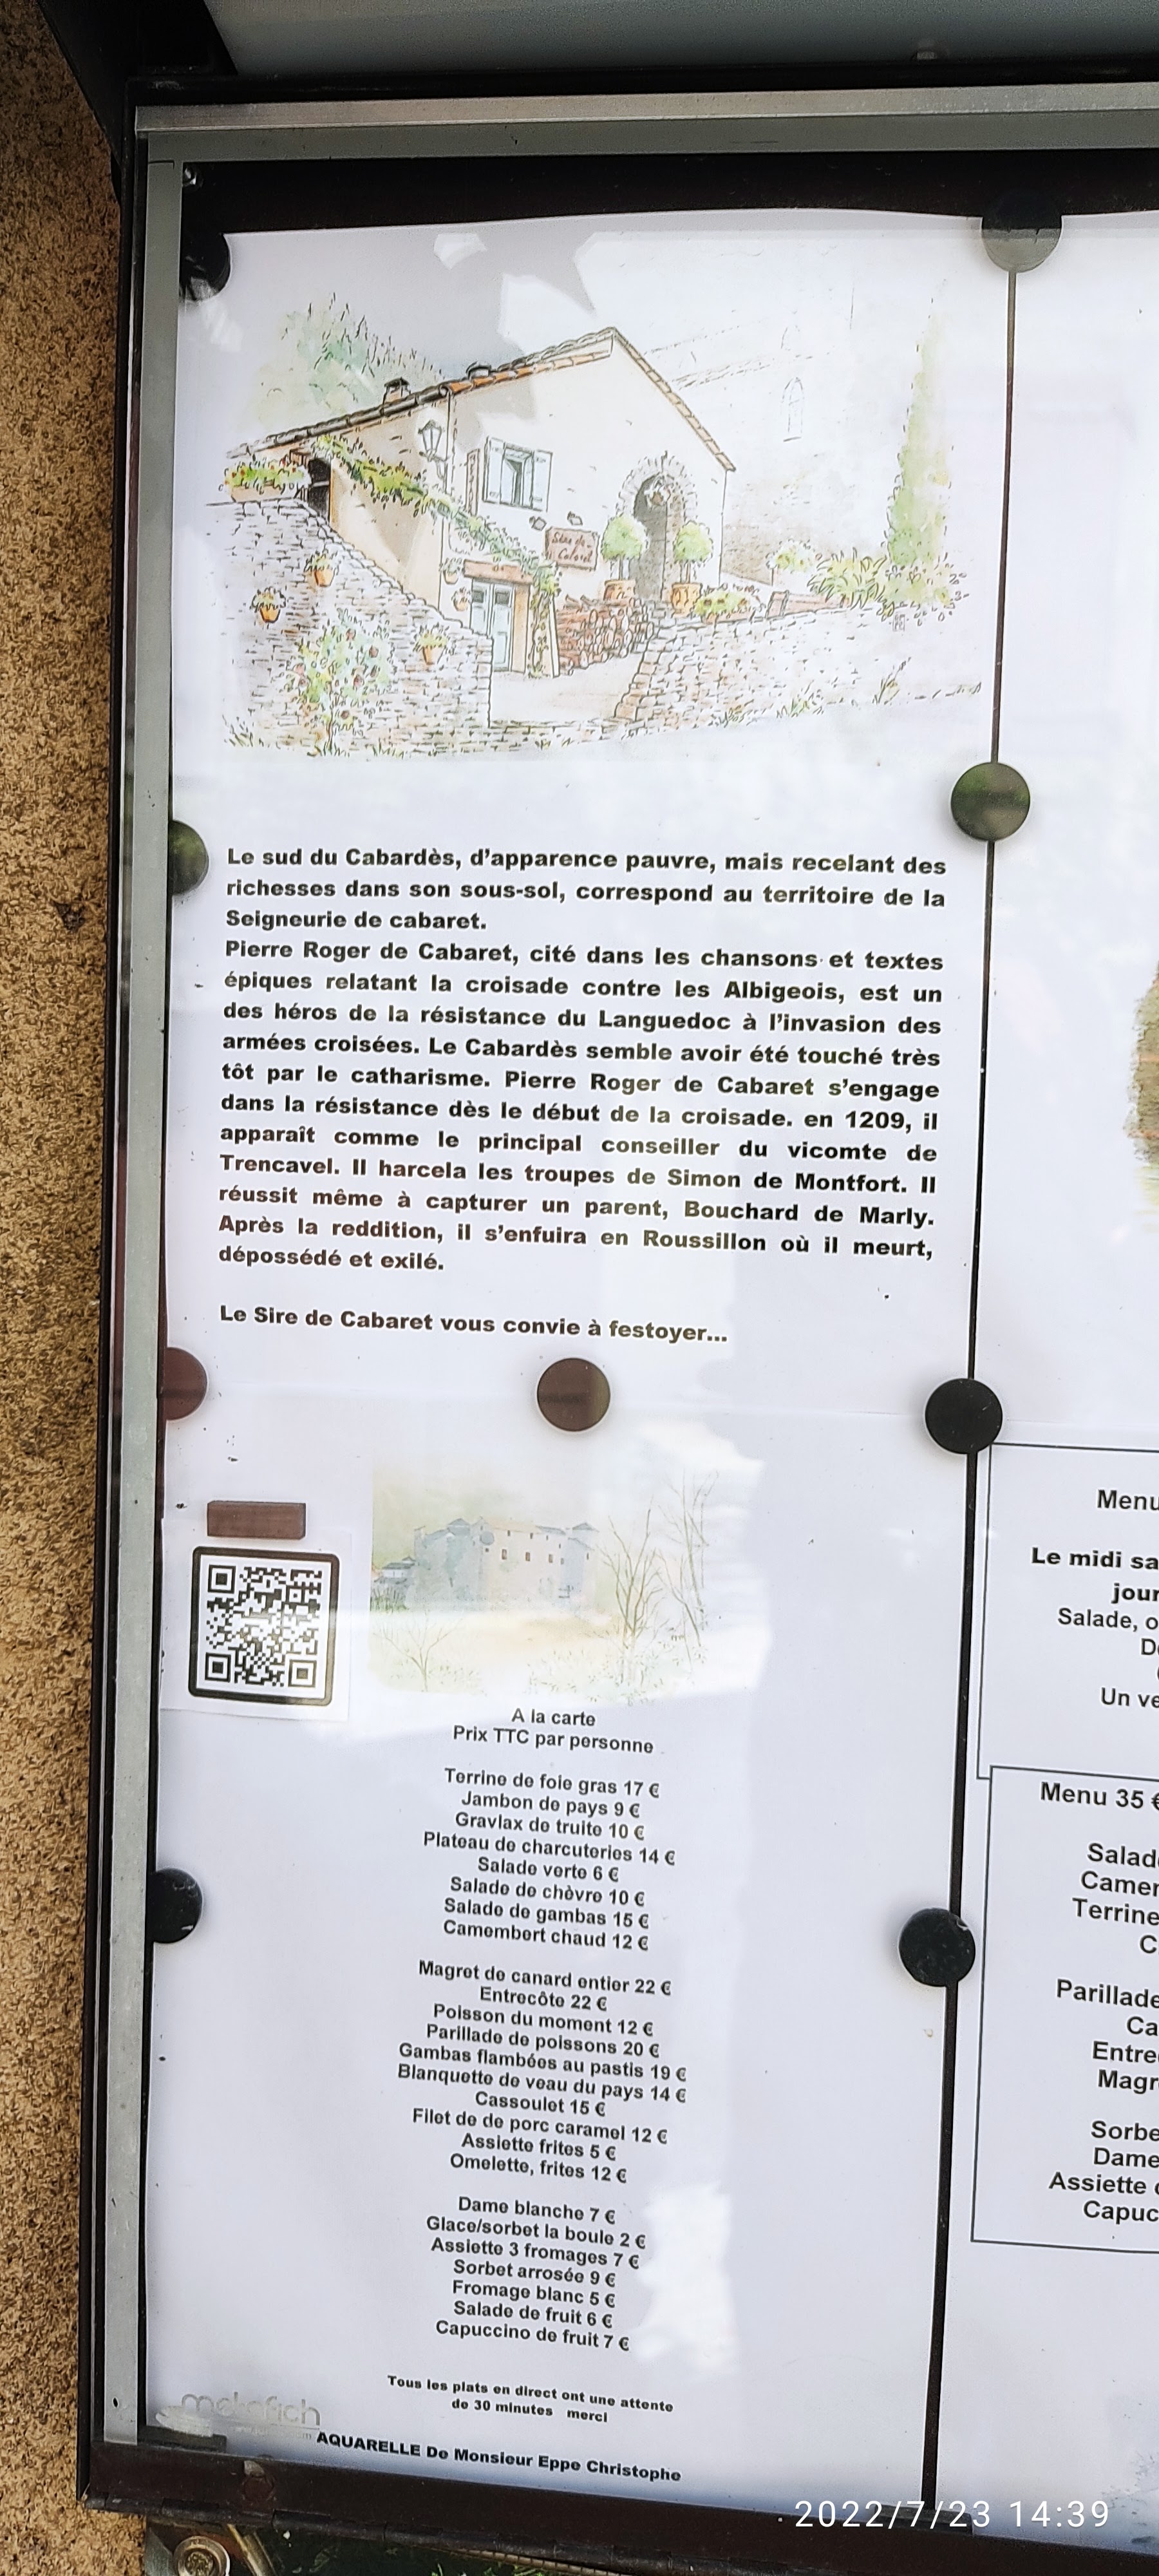 Sire de
Cabaret
Le sud du Cabardès, d'apparence pauvre, mais recelant des
richesses dans son sous-sol, correspond au territoire de la
Seigneurie de cabaret.
Pierre Roger de Cabaret, cité dans les chansons et textes
épiques relatant la croisade contre les Albigeois, est un
des héros de la résistance du Languedoc à l'invasion des
armées croisées. Le Cabardès semble avoir été touché très
tôt par le catharisme. Pierre Roger de Cabaret s'engage
dans la résistance dès le début de la croisade. en 1209, il
apparaît comme le principal conseiller du vicomte de
Trencavel. Il harcela les troupes de Simon de Montfort. Il
réussit même à capturer un parent, Bouchard de Marly.
Après la reddition, il s'enfuira en Roussillon où il meurt,
dépossédé et exilé.
Le Sire de Cabaret vous convie à festoyer...
A la carte
Prix TTC par personne
Terrine de foie gras 17 €
Jambon de pays 9 €
Gravlax de truite 10 €
Plateau de charcuteries 14 €
Salade verte 6 €
Salade de chèvre 10 €
Salade de gambas 15 €
Camembert chaud 12 €
Magret de canard entier 22 €
Entrecôte 22 €
Poisson du moment 12 €
Parillade de poissons 20 €
Gambas flambées au pastis 19 €
Blanquette de veau du pays 14 €
Cassoulet 15 €
Filet de de porc caramel 12 €
Assiette frites 5 €
Omelette, frites 12 €
Dame blanche 7 €
Glace/sorbet la boule 2 €
Assiette 3 fromages 7 €
Sorbet arrosée 9 €
Fromage blanc 5 €
Salade de fruit 6 €
Capuccino de fruit 7 €
Tous les plats en direct ont une attente
de 30 minutes merci
AQUARELLE De Monsieur Eppe Christophe
Menu
Le midi sa
jour
Salade, o
D
Un ve
Menu 35 €
Salad
Camer
Terrine
C
Parillade
Ca
Entre
Magr
Sorbe
Dame
Assiette
Capuc
2022/7/23 14:39